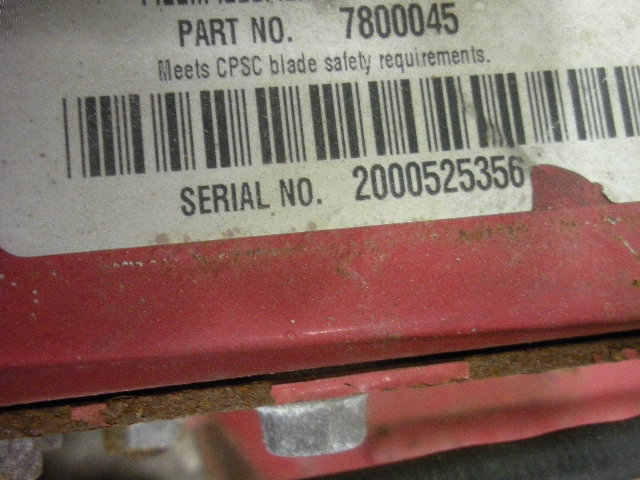 PART NO. 7800045
Meets CPSC blade safety requirements.
SERIAL NO. 2000525356